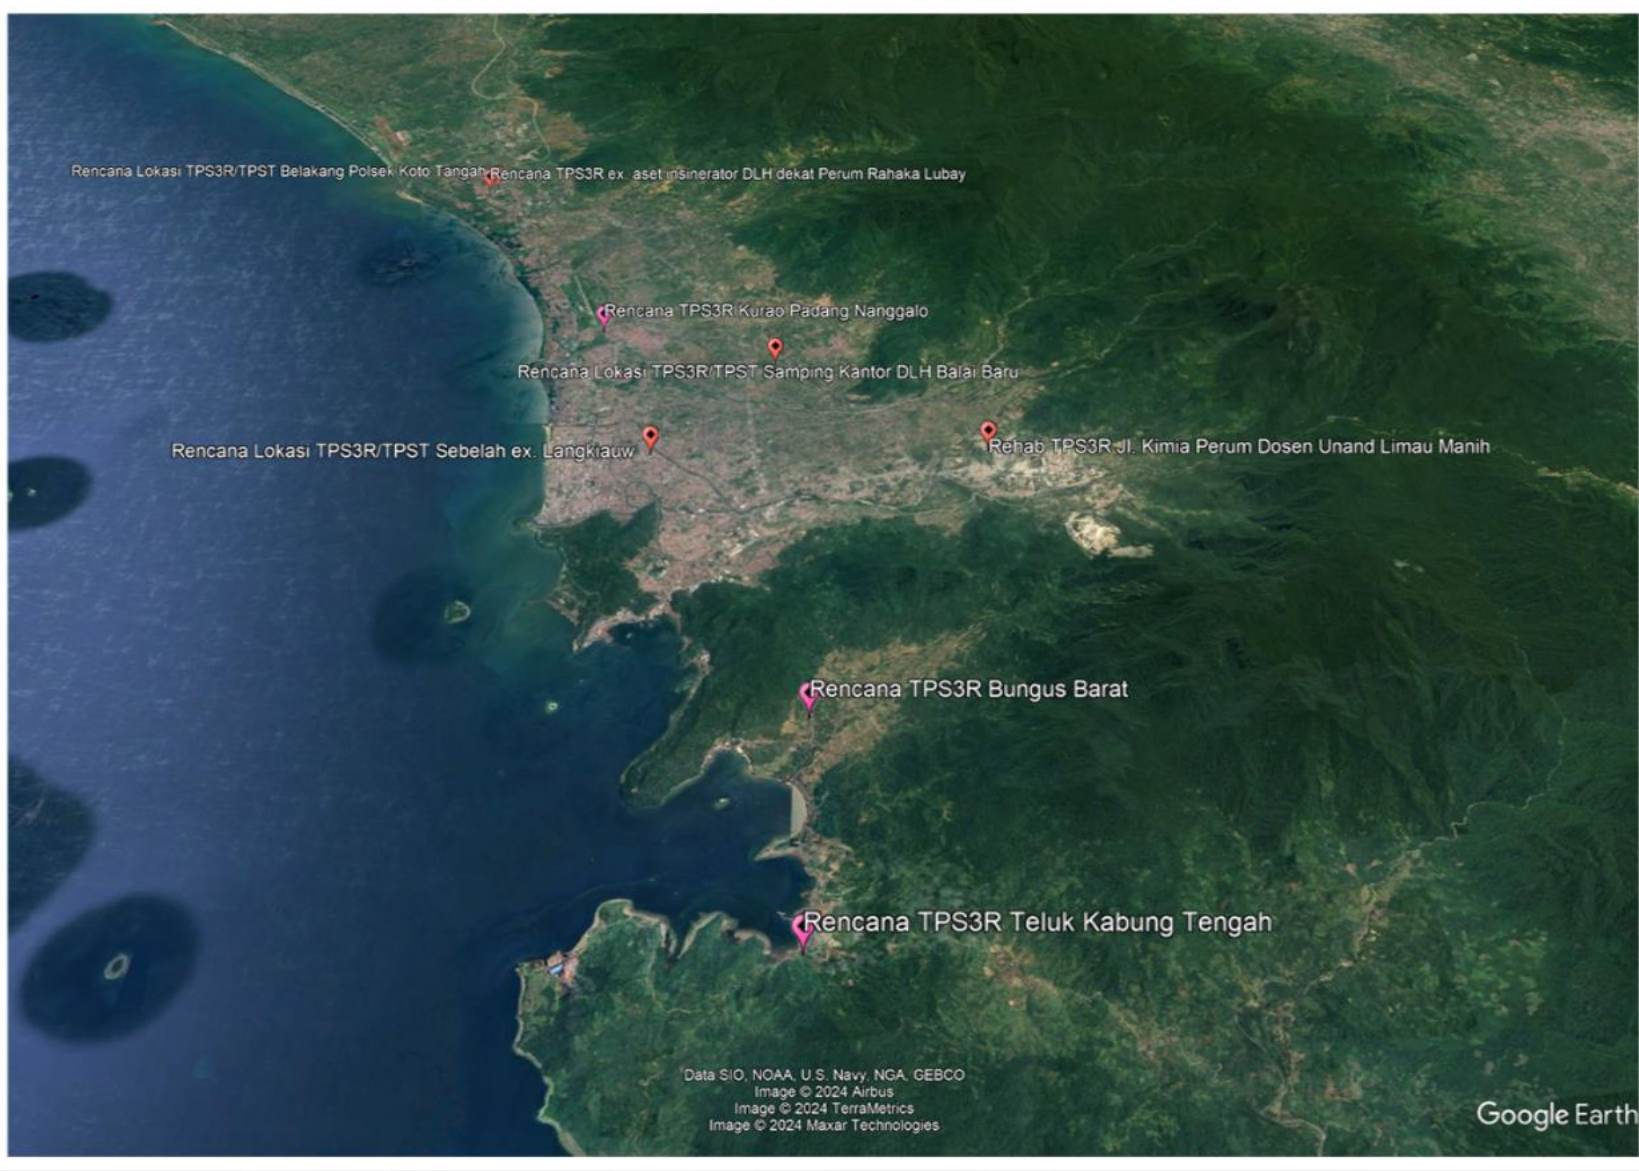 Rencana Lokasi TPS3R/TPST Belakang Polsek Koto Tangah
Rencana TPS3R ex. aset insinerator DLH dekat Perum Rahaka Lubay
Rencana TPS3R Kurao Padang Nanggalo
Rencana Lokasi TPS3R/TPST Samping Kantor DLH Balai Baru
Rencana Lokasi TPS3R/TPST Sebelah ex. Langkiauw
Rehab TPS3R Jl. Kimia Perum Dosen Unand Limau Manih
Rencana TPS3R Bungus Barat
Rencana TPS3R Teluk Kabung Tengah
Data SIO, NOAA, U.S. Navy, NGA, GEBCO
Image © 2024 Airbus
Image © 2024 TerraMetrics
Image © 2024 Maxar Technologies
Google Earth